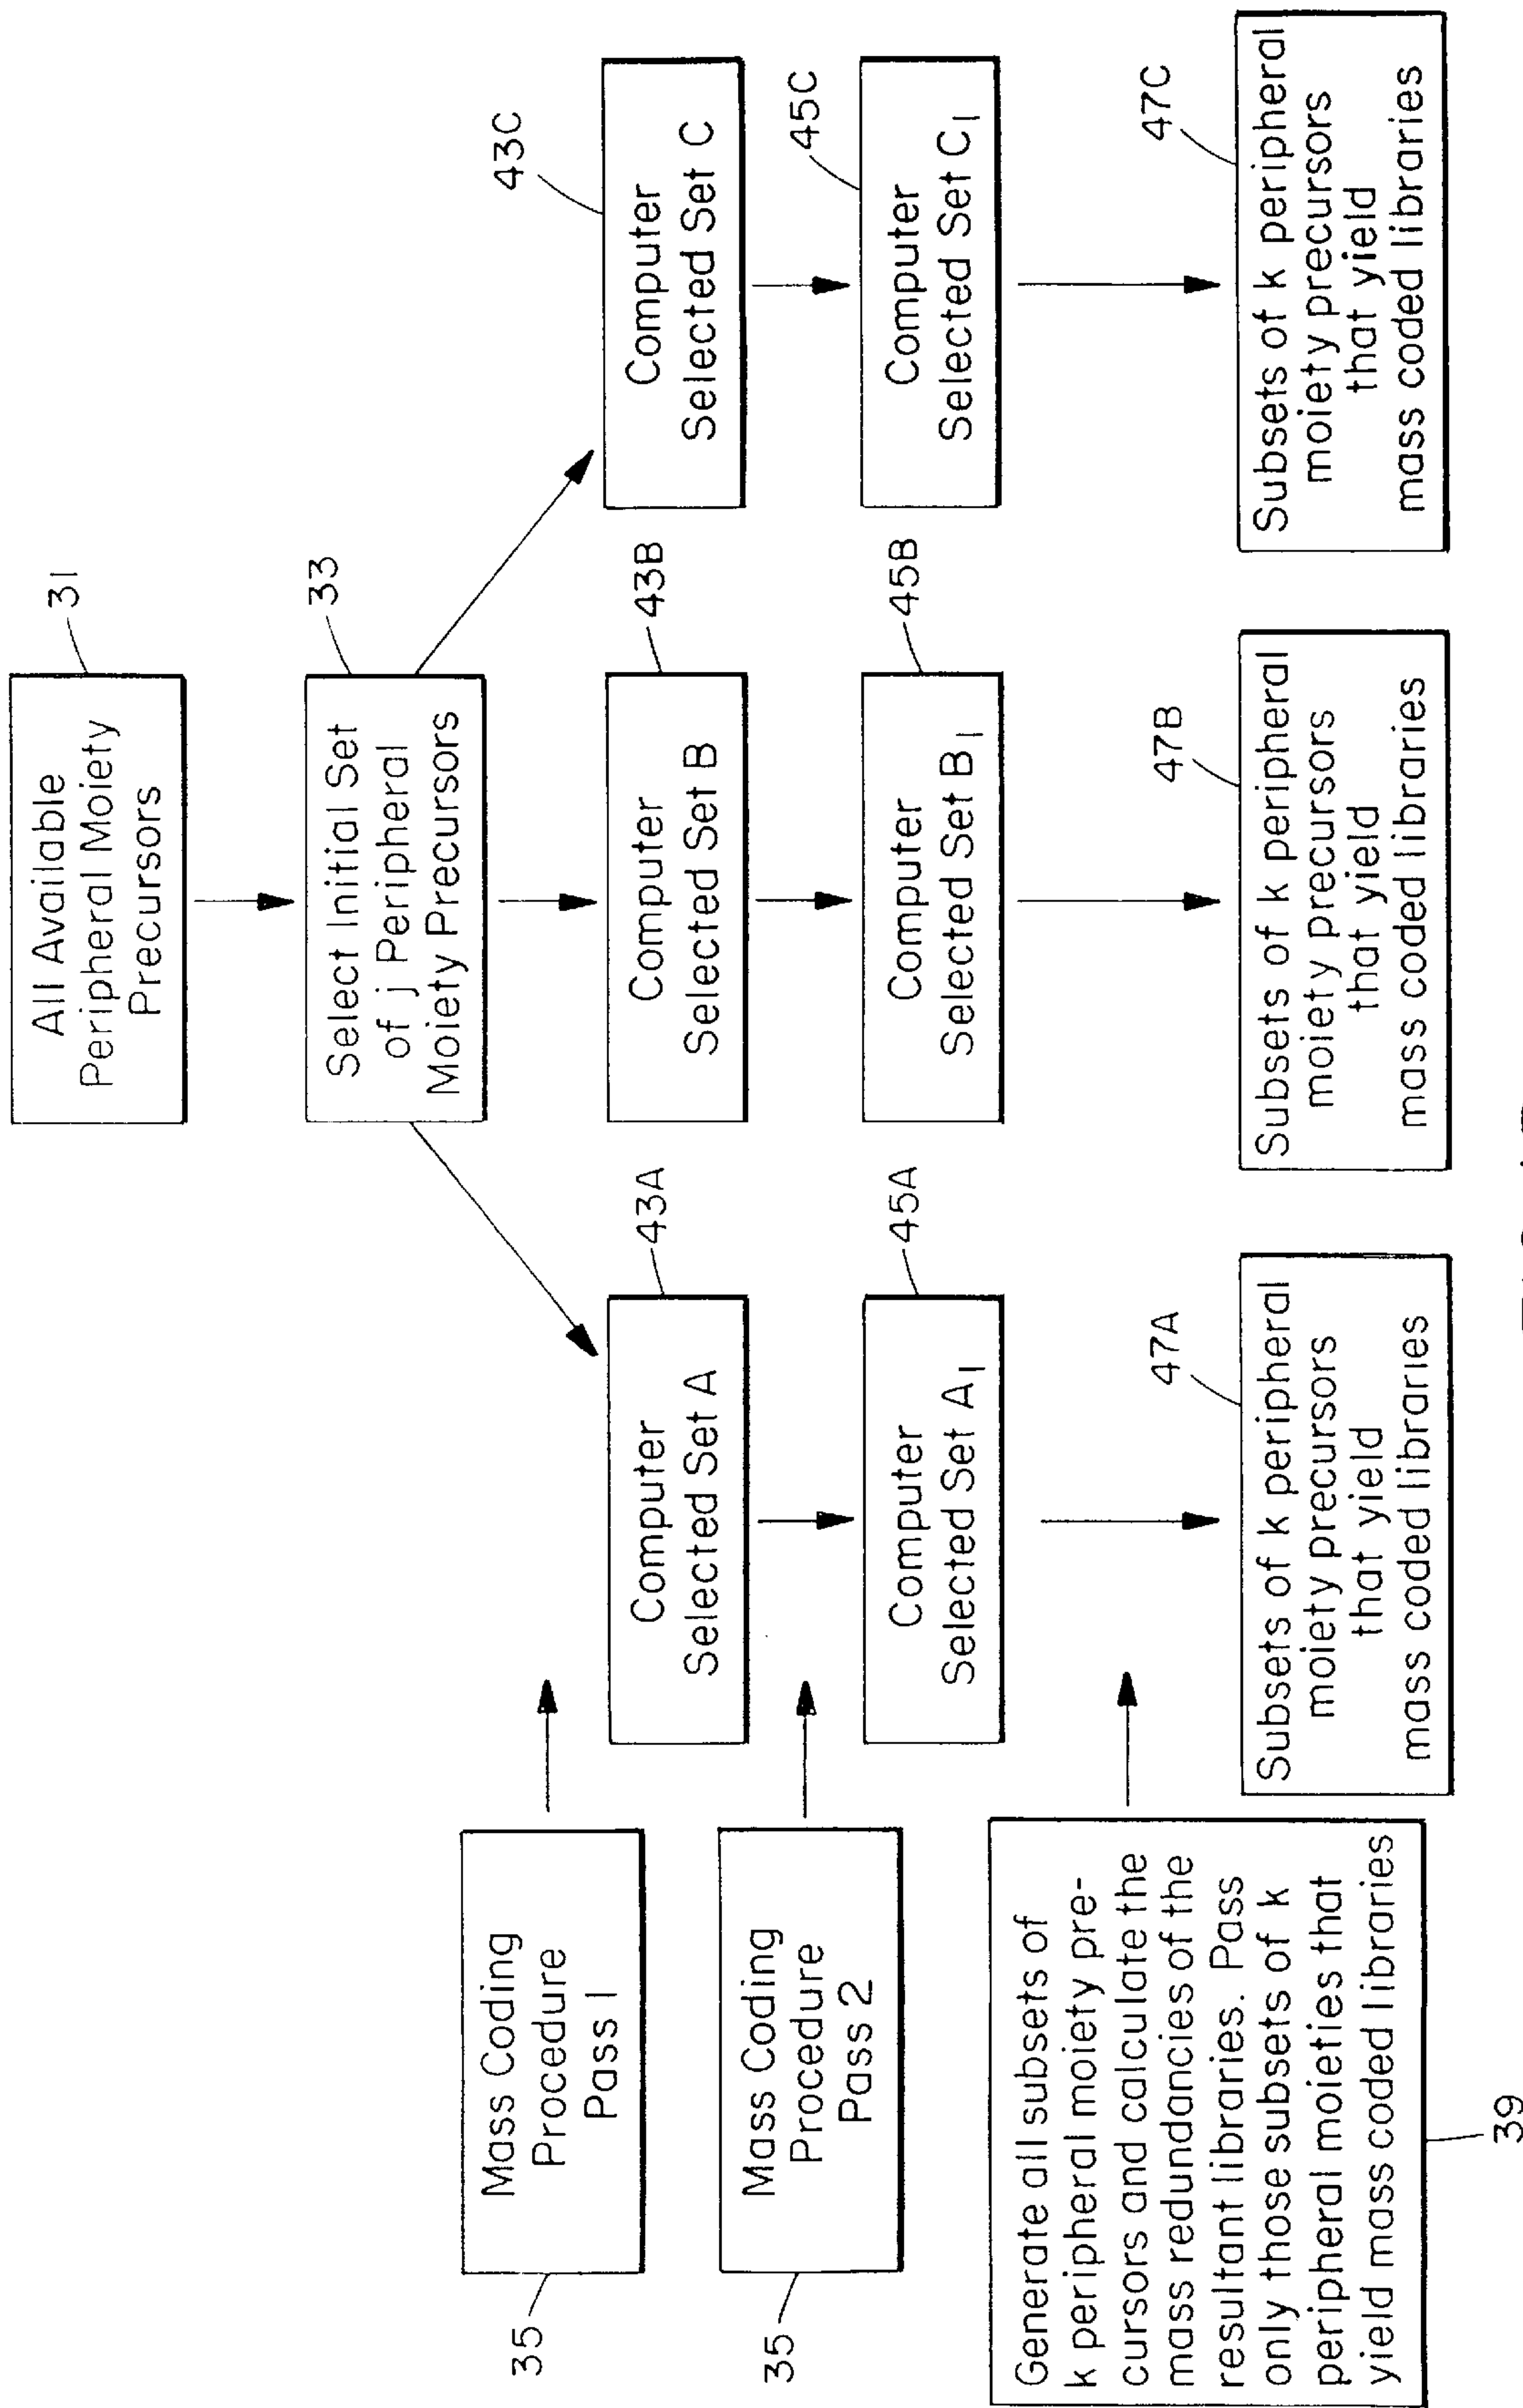 All Available
Peripheral Moiety
Precursors
31
Select Initial Set
of j Peripheral
Moiety Precursors
33
Mass Coding
Procedure
Pass 1
35
Computer
Selected Set A
43A
Computer
Selected Set B
43B
Computer
Selected Set C
43C
Mass Coding
Procedure
Pass 2
35
Computer
Selected Set A1
45A
Computer
Selected Set B1
45B
Computer
Selected Set C1
45C
Generate all subsets of
k peripheral moiety pre-
cursors and calculate the
mass redundancies of the
resultant libraries. Pass
only those subsets of k
peripheral moieties that
yield mass coded libraries
39
Subsets of k peripheral
moiety precursors
that yield
mass coded libraries
47A
Subsets of k peripheral
moiety precursors
that yield
mass coded libraries
47B
Subsets of k peripheral
moiety precursors
that yield
mass coded libraries
47C